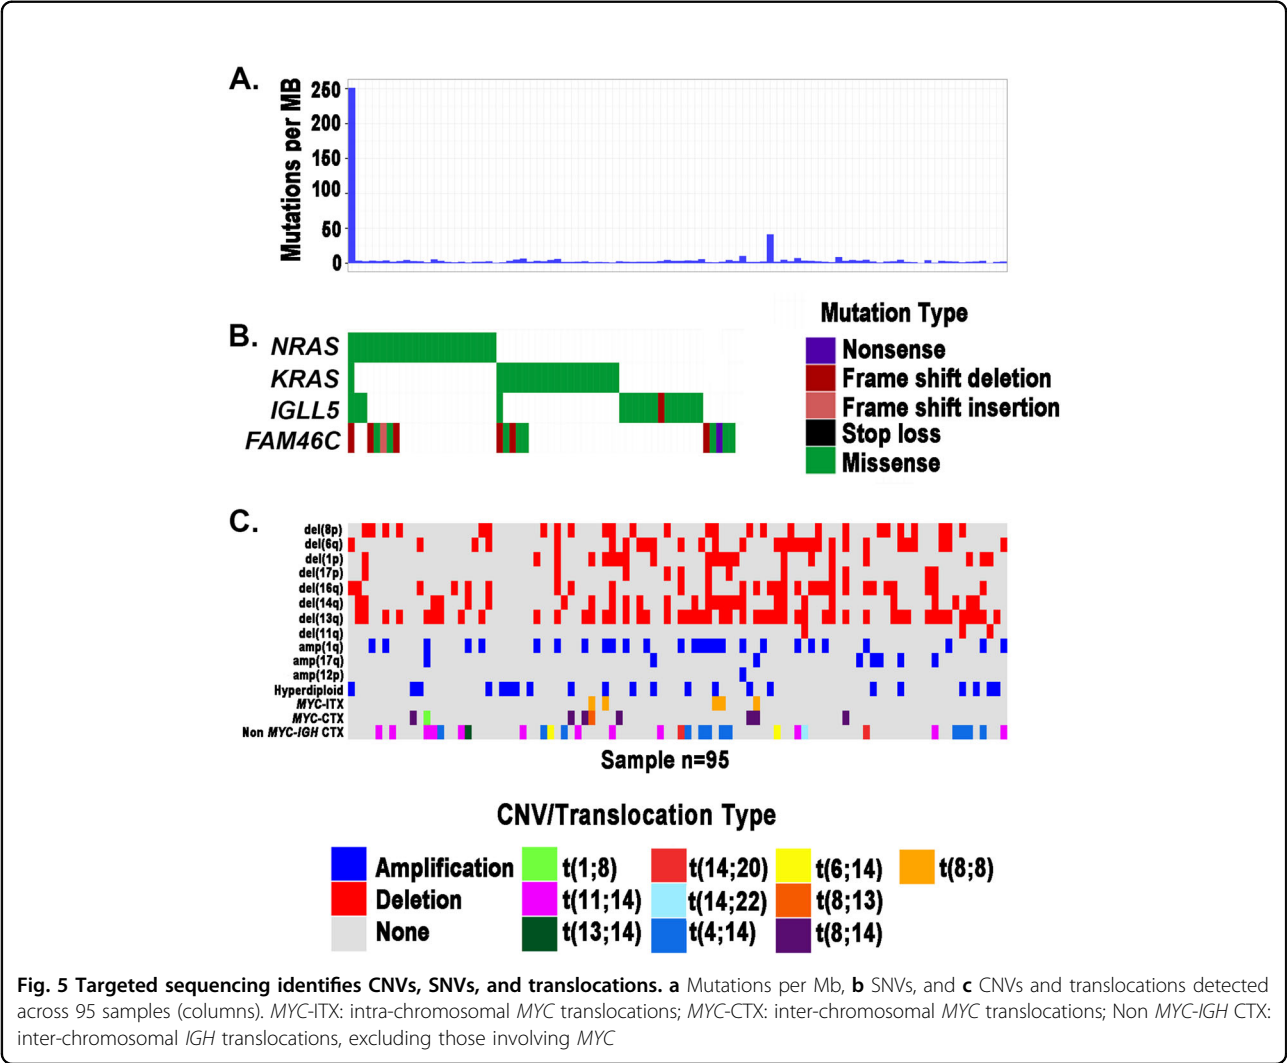 A.
Mutations per MB
250
200
150
100
50
0
B.
NRAS
KRAS
IGLL5
FAM46C
Mutation Type
Nonsense
Frame shift deletion
Frame shift insertion
Stop loss
Missense
C.
del(8p)
del(6q)
del(1p)
del(17p)
del(16q)
del(14q)
del(13q)
del(11q)
amp(1q)
amp(17q)
amp(12p)
Hyperdiploid
MYC-ITX
MYC-CTX
Non MYC-IGH CTX
Sample n=95
CNV/Translocation Type
Amplification
Deletion
None
t(1;8)
t(11;14)
t(13;14)
t(14;20)
t(14;22)
t(4;14)
t(6;14)
t(8;13)
t(8;14)
t(8;8)
Fig. 5 Targeted sequencing identifies CNVs, SNVs, and translocations. a Mutations per Mb, b SNVs, and c CNVs and translocations detected
across 95 samples (columns). MYC-ITX: intra-chromosomal MYC translocations; MYC-CTX: inter-chromosomal MYC translocations; Non MYC-IGH CTX:
inter-chromosomal IGH translocations, excluding those involving MYC